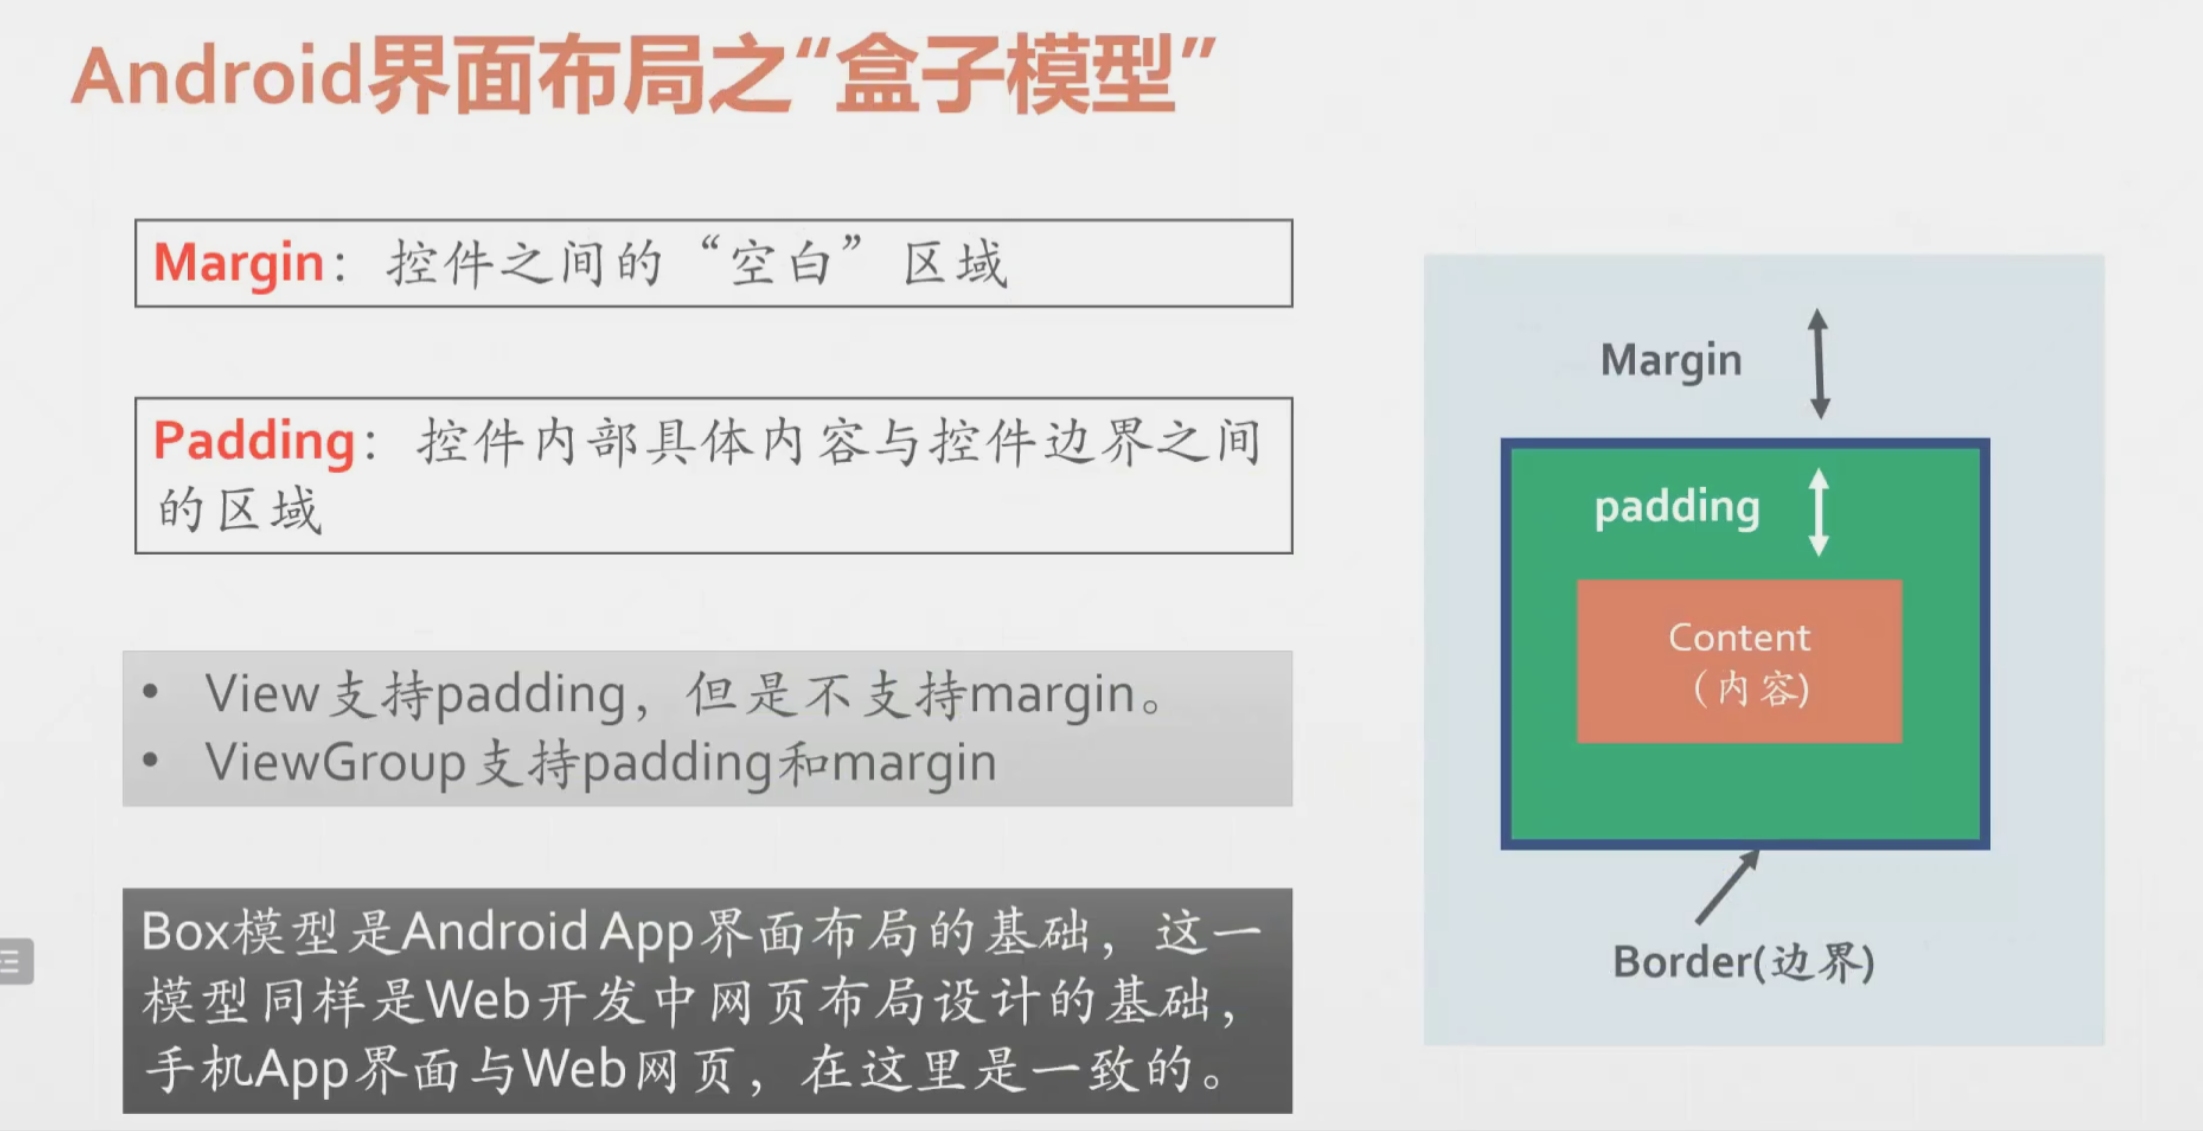 Android界面布局之“盒子模型”
Margin：控件之间的“空白”区域
Padding：控件内部具体内容与控件边界之间
的区域
• View支持padding，但是不支持margin。
• ViewGroup支持padding和margin
Box模型是Android App界面布局的基础，这一
模型同样是Web开发中网页布局设计的基础，
手机App界面与Web网页，在这里是一致的。
Margin
padding
Content
（内容)
Border(边界)